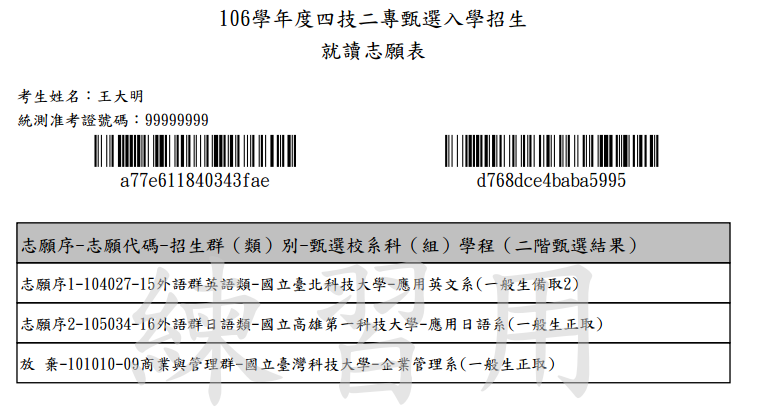 106學年度四技二專甄選入學招生
就讀志願表
考生姓名：王大明
統測准考證號碼：99999999
a77e611840343fae d768dce4baba5995
志願序-志願代碼-招生群（類）別-甄選校系科（組）學程（二階甄選結果）
志願序1-104027-15外語群英語類-國立臺北科技大學-應用英文系(一般生備取2)
志願序2-105034-16外語群日語類-國立高雄第一科技大學-應用日語系(一般生正取)
放 棄-101010-09商業與管理群-國立臺灣科技大學-企業管理系(一般生正取)
練習用